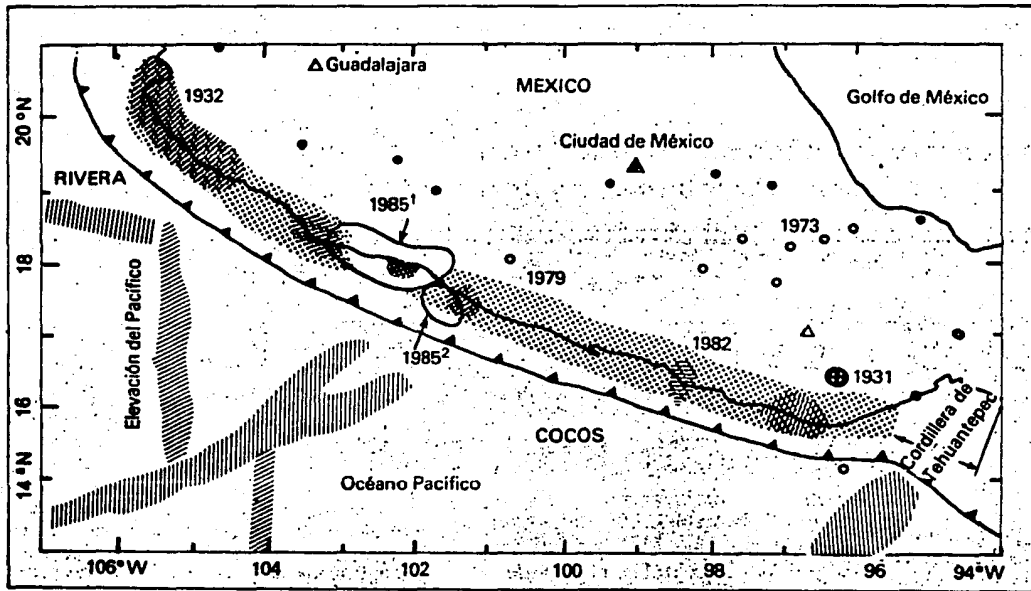 Guadalajara
MEXICO
Golfo de México
1932
Ciudad de México
20°N
RIVERA
1985¹
1973
18
1979
Elevación del Pacífico
1985²
1982
1931
16
COCOS
Cordillera de
Tehuantepec
14°N
Océano Pacífico
106°W
104
102
100
98
96
94°W